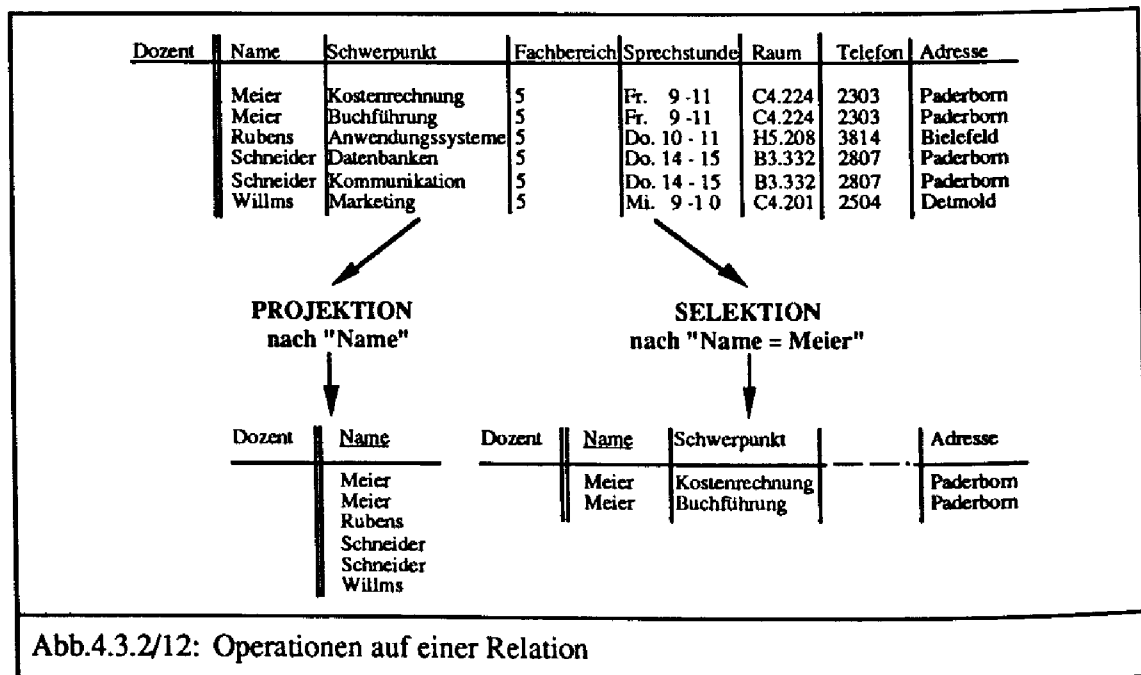 Dozent Name Schwerpunkt Fachbereich Sprechstunde Raum Telefon Adresse
Meier Kostenrechnung 5 Fr. 9 -11 C4.224 2303 Paderborn
Meier Buchführung 5 Fr. 9 -11 C4.224 2303 Paderborn
Rubens Anwendungssysteme 5 Do. 10 - 11 H5.208 3814 Bielefeld
Schneider Datenbanken 5 Do. 14 - 15 B3.332 2807 Paderborn
Schneider Kommunikation 5 Do. 14 - 15 B3.332 2807 Paderborn
Willms Marketing 5 Mi. 9 -1 0 C4.201 2504 Detmold
PROJEKTION
nach "Name"
SELEKTION
nach "Name = Meier"
Dozent Name
Meier
Meier
Rubens
Schneider
Schneider
Willms
Dozent Name Schwerpunkt Adresse
Meier Kostenrechnung Paderborn
Meier Buchführung Paderborn
Abb.4.3.2/12: Operationen auf einer Relation